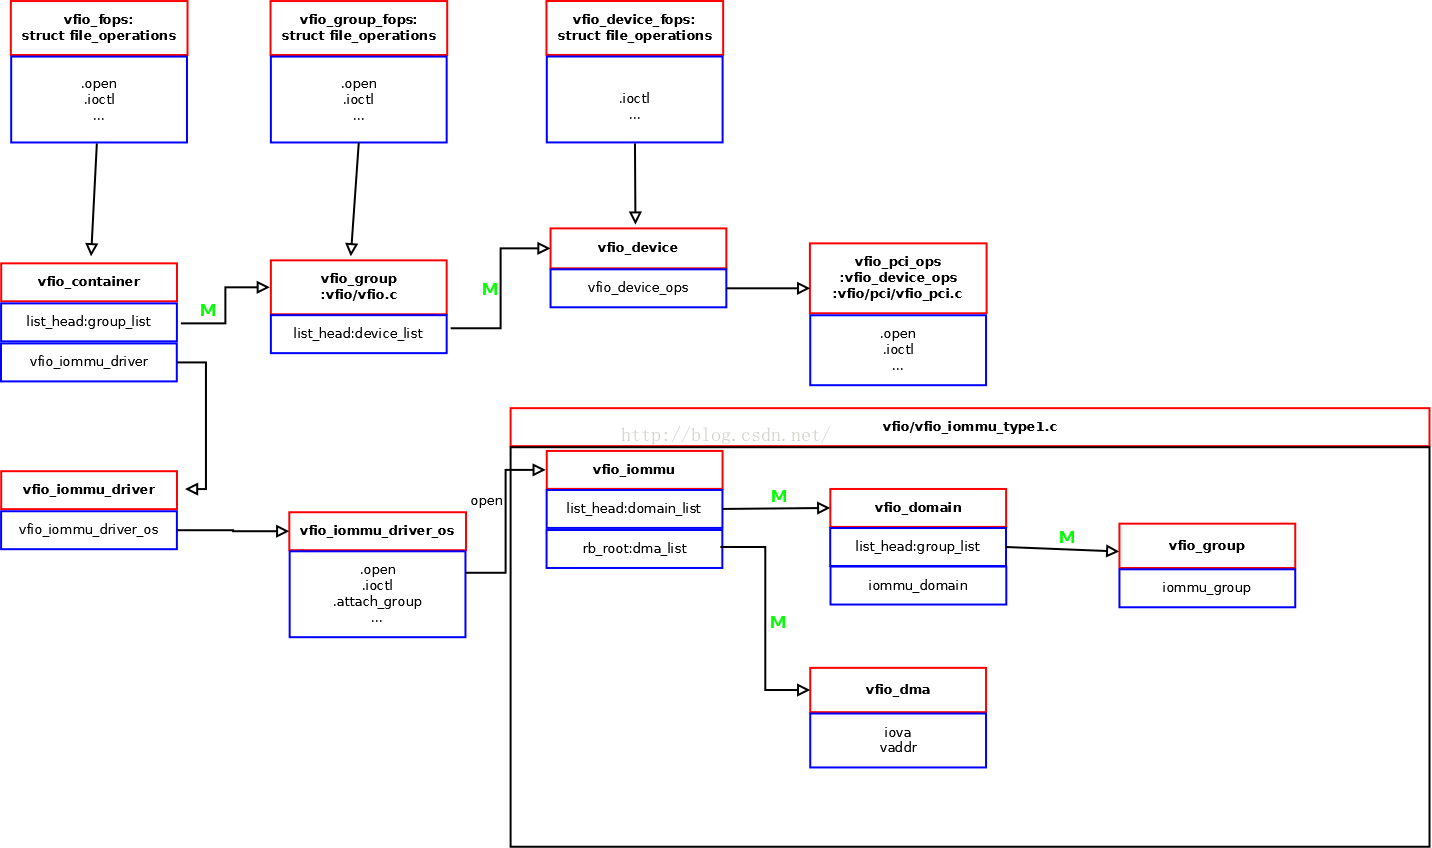 vfio_fops:
struct file_operations
.open
.ioctl
...
vfio_group_fops:
struct file_operations
.open
.ioctl
...
vfio_device_fops:
struct file_operations
.ioctl
...
vfio_container
list_head:group_list
vfio_iommu_driver
M
vfio_group
:vfio/vfio.c
list_head:device_list
M
vfio_device
vfio_device_ops
vfio_pci_ops
:vfio_device_ops
:vfio/pci/vfio_pci.c
.open
.ioctl
...
vfio_iommu_driver
vfio_iommu_driver_os
vfio_iommu_driver_os
.open
.ioctl
.attach_group
...
open
vfio/vfio_iommu_type1.c
http://blog.csdn.net/
vfio_iommu
list_head:domain_list
rb_root:dma_list
M
vfio_domain
list_head:group_list
iommu_domain
M
vfio_group
iommu_group
M
vfio_dma
iova
vaddr